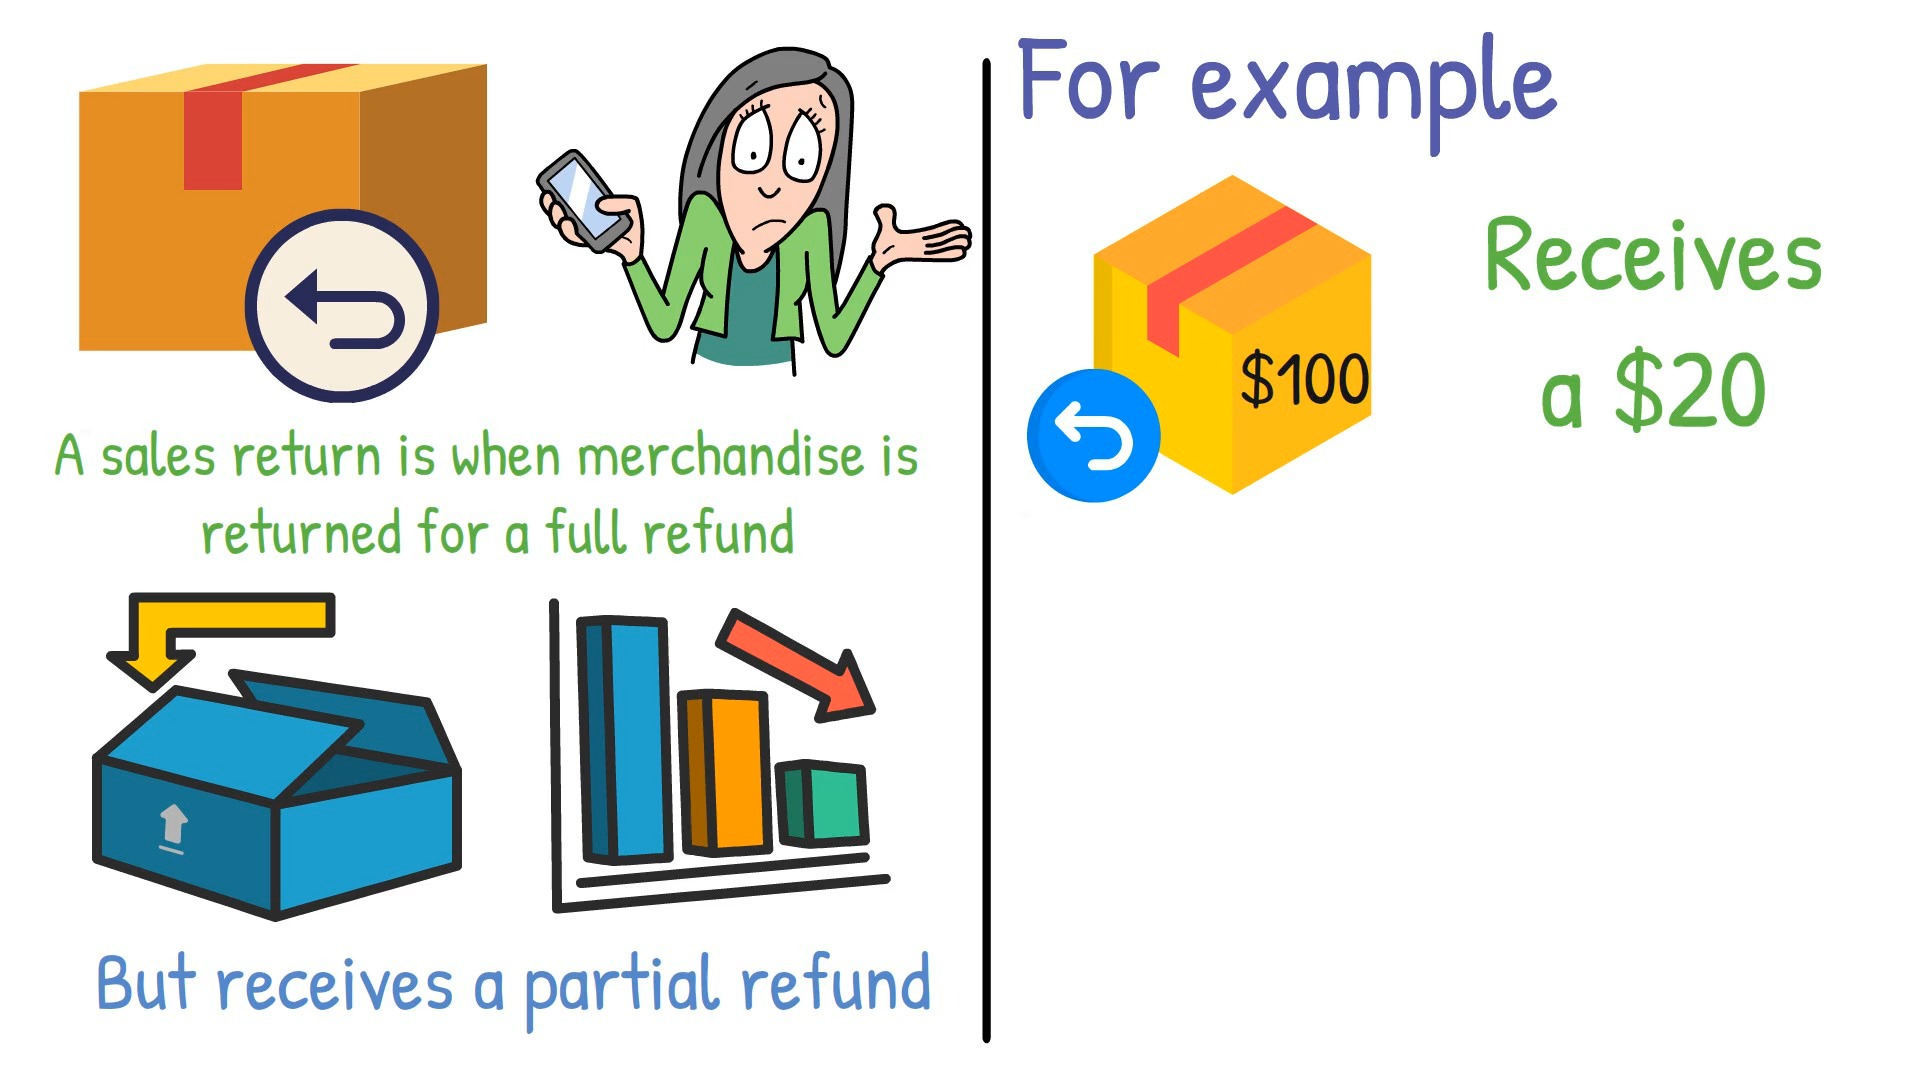 A sales return is when merchandise is
returned for a full refund
But receives a partial refund
For example
$100
Receives
a $20